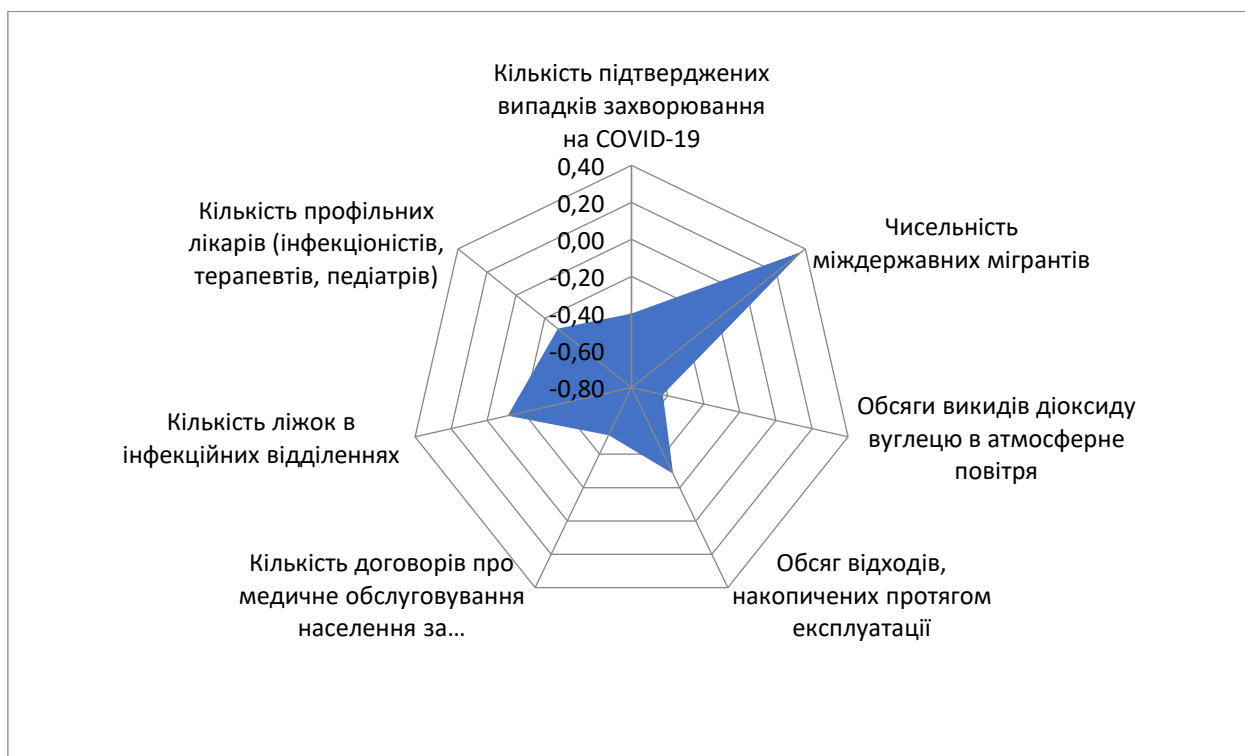 Кількість підтверджених
випадків захворювання
на COVID-19
0,40
0,20
0,00
-0,20
-0,40
-0,60
-0,80
Чисельність
міждержавних мігрантів
Обсяги викидів діоксиду
вуглецю в атмосферне
повітря
Обсяг відходів,
накопичених протягом
експлуатації
Кількість договорів про
медичне обслуговування
населення за...
Кількість ліжок в
інфекційних відділеннях
Кількість профільних
лікарів (інфекціоністів,
терапевтів, педіатрів)